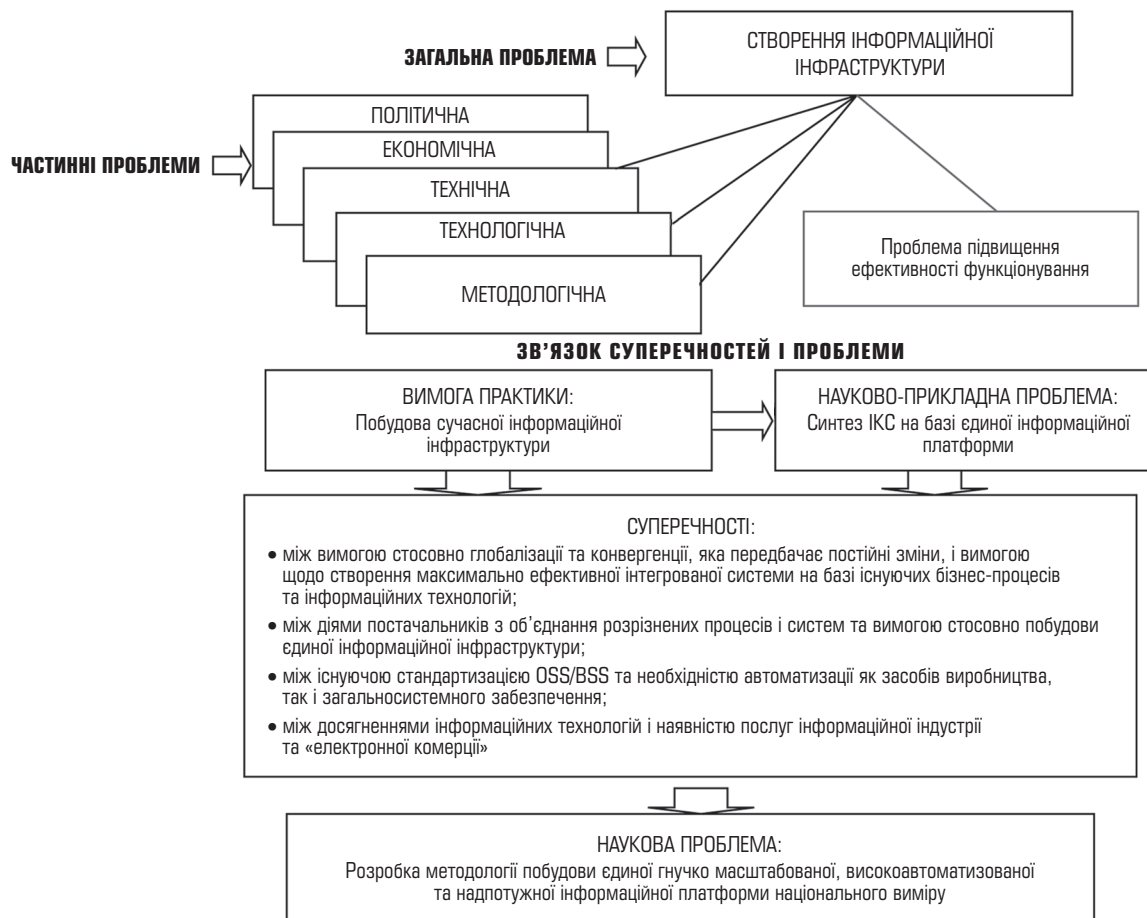 ЗАГАЛЬНА ПРОБЛЕМА
СТВОРЕННЯ ІНФОРМАЦІЙНОЇ
ІНФРАСТРУКТУРИ
ЧАСТИННІ ПРОБЛЕМИ
ПОЛІТИЧНА
ЕКОНОМІЧНА
ТЕХНІЧНА
ТЕХНОЛОГІЧНА
МЕТОДОЛОГІЧНА
Проблема підвищення
ефективності функціонування
ЗВ’ЯЗОК СУПЕРЕЧНОСТЕЙ І ПРОБЛЕМИ
ВИМОГА ПРАКТИКИ:
Побудова сучасної інформаційної
інфраструктури
НАУКОВО-ПРИКЛАДНА ПРОБЛЕМА:
Синтез ІКС на базі єдиної інформаційної
платформи
СУПЕРЕЧНОСТІ:
• між вимогою стосовно глобалізації та конвергенції, яка передбачає постійні зміни, і вимогою
щодо створення максимально ефективної інтегрованої системи на базі існуючих бізнес-процесів
та інформаційних технологій;
• між діями постачальників з об’єднання розрізнених процесів і систем та вимогою стосовно побудови
єдиної інформаційної інфраструктури;
• між існуючою стандартизацією OSS/BSS та необхідністю автоматизації як засобів виробництва,
так і загальносистемного забезпечення;
• між досягненнями інформаційних технологій і наявністю послуг інформаційної індустрії
та «електронної комерції»
НАУКОВА ПРОБЛЕМА:
Розробка методології побудови єдиної гнучко масштабованої, високоавтоматизованої
та надпотужної інформаційної платформи національного виміру